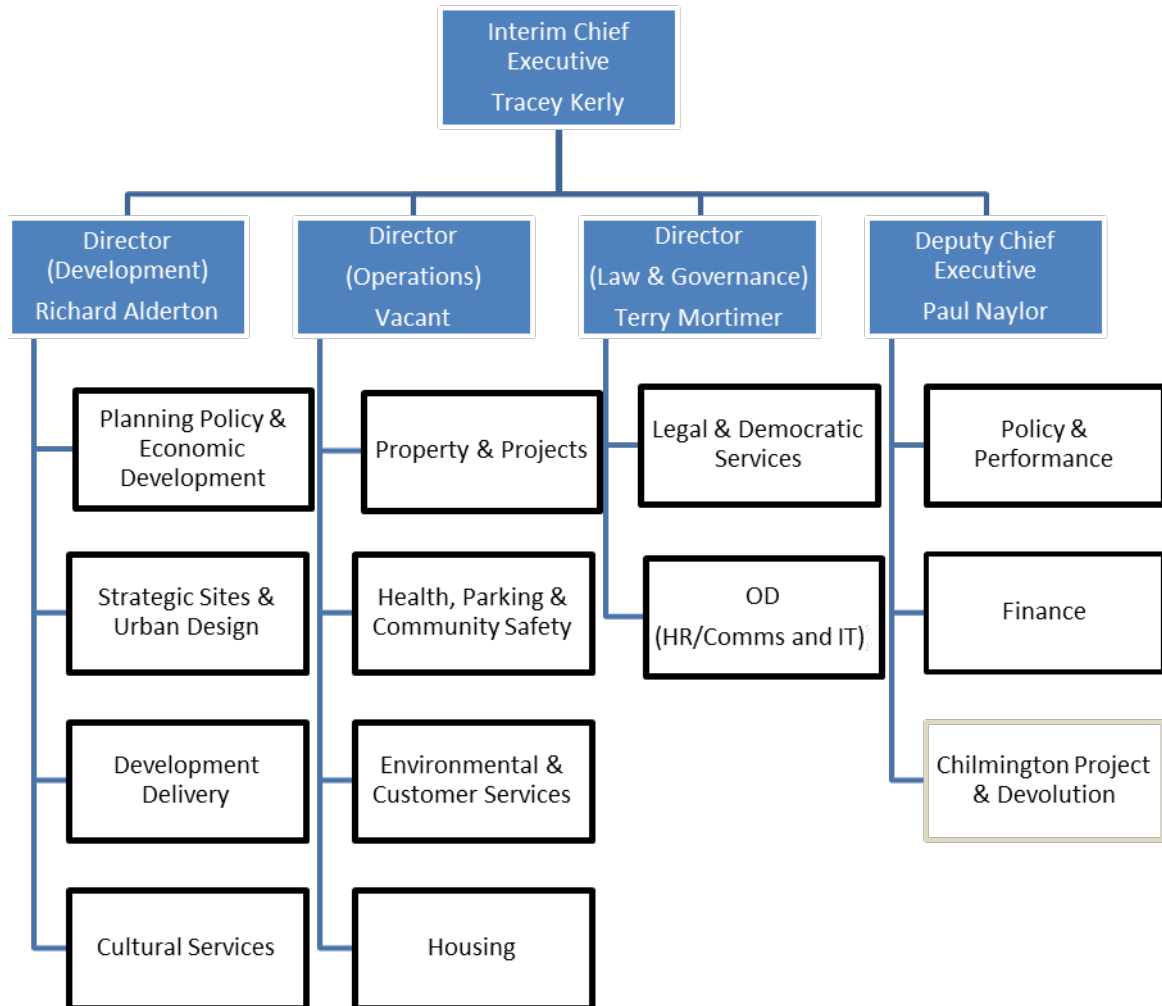 Interim Chief
Executive
Tracey Kerly
Director
(Development)
Richard Alderton
Director
(Operations)
Vacant
Director
(Law & Governance)
Terry Mortimer
Deputy Chief
Executive
Paul Naylor
Planning Policy &
Economic
Development
Property & Projects
Legal & Democratic
Services
Policy &
Performance
Strategic Sites &
Urban Design
Health, Parking &
Community Safety
OD
(HR/Comms and IT)
Finance
Development
Delivery
Environmental &
Customer Services
Chilmington Project
& Devolution
Cultural Services
Housing